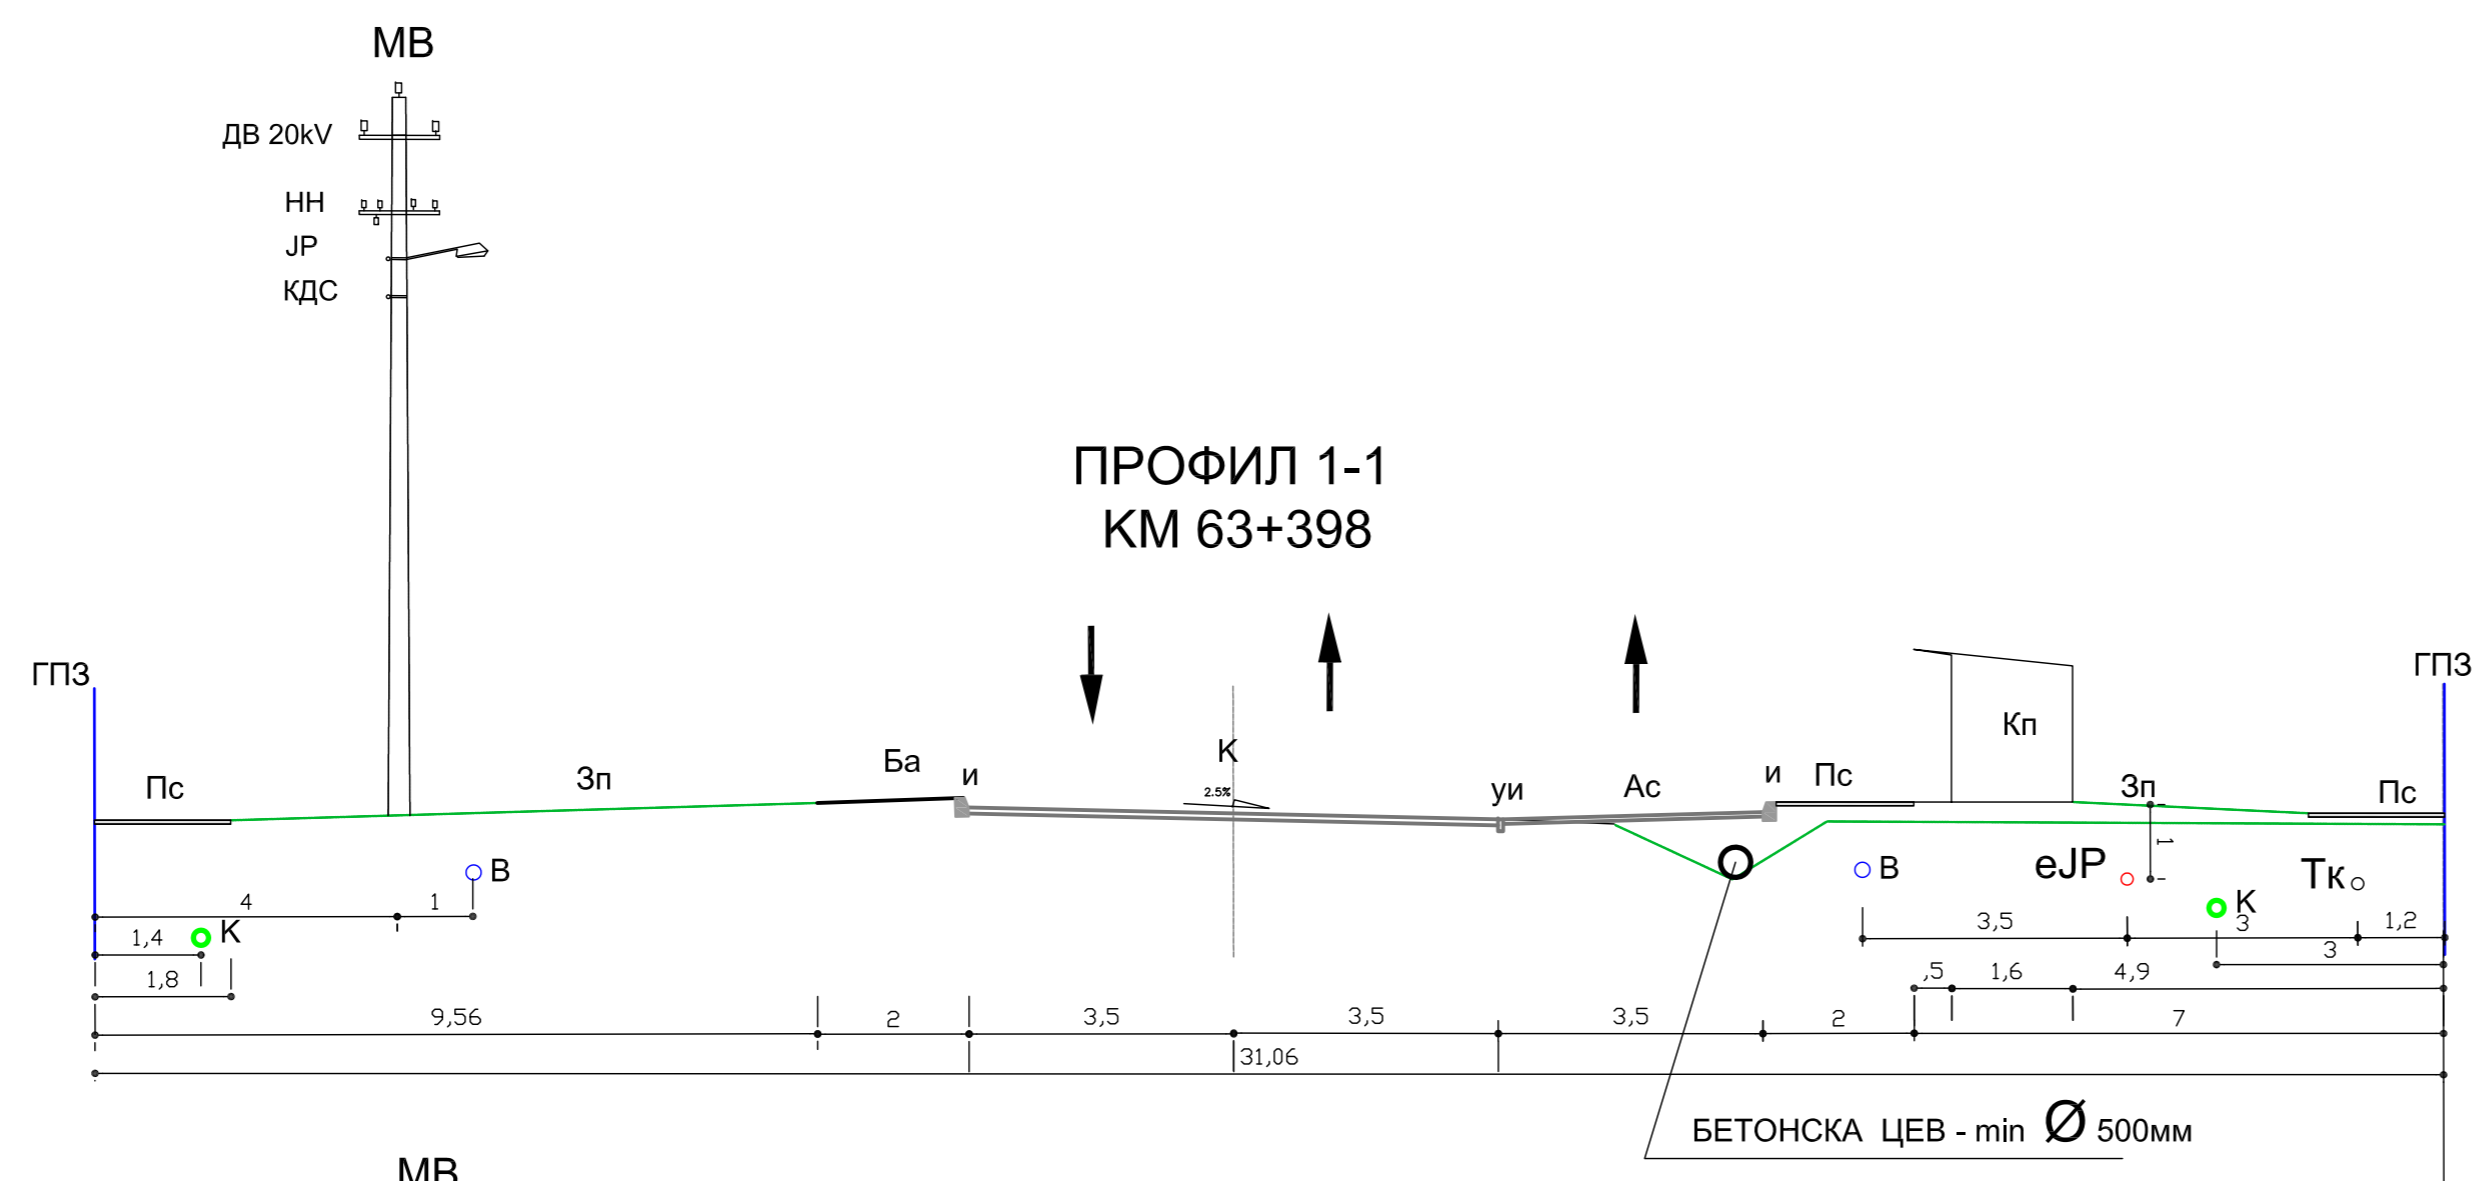 МВ
ДВ 20kV
НН
ЈР
КДС
ПРОФИЛ 1-1
КМ 63+398
ГПЗ
ГПЗ
Пс
Зп
Ба
и
К
2.5%
уи
Ас
и
Пс
Кп
Зп
Пс
В
В
еЈР
1
К
Тк
4
1
1,4
К
3,5
3
1,2
3
1,8
,5
1,6
4,9
9,56
2
3,5
3,5
3,5
2
7
31,06
БЕТОНСКА ЦЕВ - min Ø 500мм
МВ